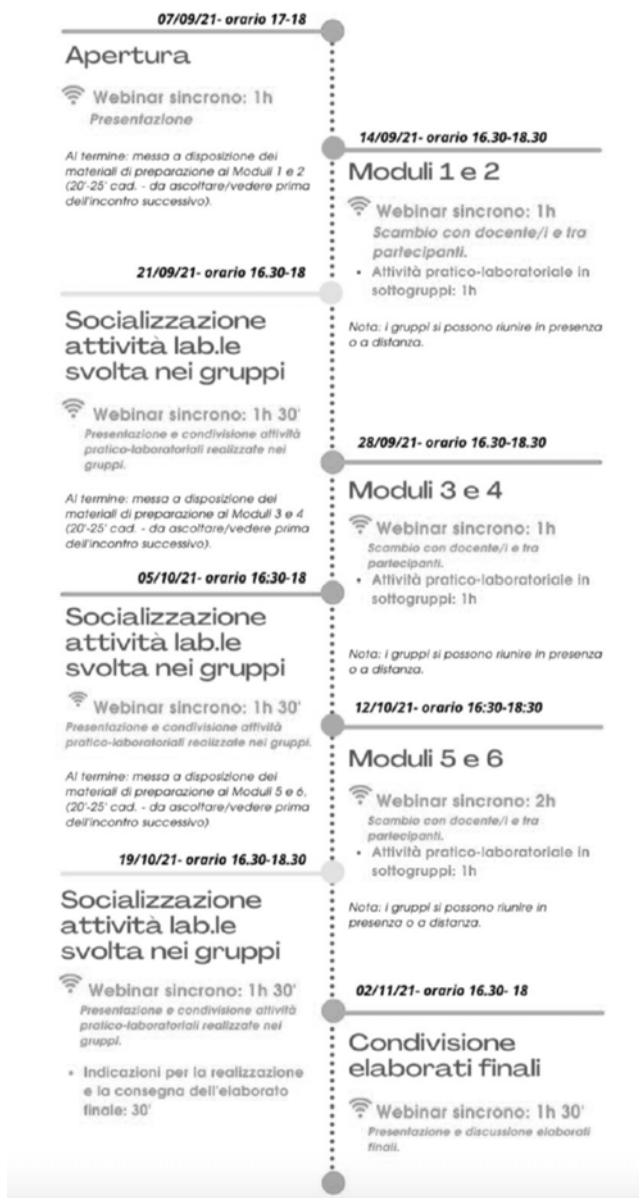 07/09/21- orario 17-18
Apertura
Webinar sincrono: 1h
Presentazione
Al termine: messa a disposizione dei
materiali di preparazione ai Moduli 1 e 2
(20'-25' cad. - da ascoltare/vedere prima
dell'incontro successivo).
14/09/21- orario 16.30-18.30
Moduli 1 e 2
Webinar sincrono: 1h
Scambio con docente/i e tra
partecipanti.
• Attività pratico-laboratoriale in
sottogruppi: 1h
Nota: i gruppi si possono riunire in presenza
o a distanza.
21/09/21- orario 16.30-18
Socializzazione
attività lab.le
svolta nei gruppi
Webinar sincrono: 1h 30'
Presentazione e condivisione attività
pratico-laboratoriali realizzate nei
gruppi.
Al termine: messa a disposizione dei
materiali di preparazione ai Moduli 3 e 4
(20'-25' cad. - da ascoltare/vedere prima
dell'incontro successivo).
28/09/21- orario 16.30-18.30
Moduli 3 e 4
Webinar sincrono: 1h
Scambio con docente/i e tra
partecipanti.
• Attività pratico-laboratoriale in
sottogruppi: 1h
Nota: i gruppi si possono riunire in presenza
o a distanza.
05/10/21- orario 16:30-18
Socializzazione
attività lab.le
svolta nei gruppi
Webinar sincrono: 1h 30'
Presentazione e condivisione attività
pratico-laboratoriali realizzate nei gruppi.
Al termine: messa a disposizione dei
materiali di preparazione ai Moduli 5 e 6,
(20'-25' cad. - da ascoltare/vedere prima
dell'incontro successivo)
12/10/21- orario 16:30-18:30
Moduli 5 e 6
Webinar sincrono: 2h
Scambio con docente/i e tra
partecipanti.
• Attività pratico-laboratoriale in
sottogruppi: 1h
Nota: i gruppi si possono riunire in
presenza o a distanza.
19/10/21- orario 16.30-18.30
Socializzazione
attività lab.le
svolta nei gruppi
Webinar sincrono: 1h 30'
Presentazione e condivisione attività
pratico-laboratoriali realizzate nei
gruppi.
• Indicazioni per la realizzazione
e la consegna dell'elaborato
finale: 30'
02/11/21- orario 16.30- 18
Condivisione
elaborati finali
Webinar sincrono: 1h 30'
Presentazione e discussione elaborati
finali.